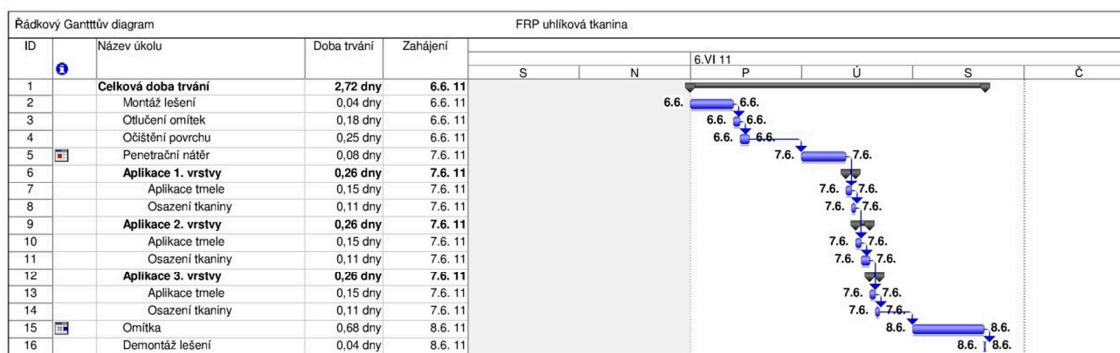 Řádkový Gantttův diagram FRP uhlíková tkanina
ID Název úkolu Doba trvání Zahájení
6.VI 11
S N P Ú S Č
1 Celková doba trvání 2,72 dny 6.6. 11
2 Montáž lešení 0,04 dny 6.6. 11 6.6. 6.6.
3 Otlučení omítek 0,18 dny 6.6. 11 6.6. 6.6.
4 Očištění povrchu 0,25 dny 6.6. 11 6.6. 6.6.
5 Penetrační nátěr 0,08 dny 7.6. 11 7.6. 7.6.
6 Aplikace 1. vrstvy 0,26 dny 7.6. 11
7 Aplikace tmele 0,15 dny 7.6. 11 7.6. 7.6.
8 Osazení tkaniny 0,11 dny 7.6. 11 7.6. 7.6.
9 Aplikace 2. vrstvy 0,26 dny 7.6. 11
10 Aplikace tmele 0,15 dny 7.6. 11 7.6. 7.6.
11 Osazení tkaniny 0,11 dny 7.6. 11 7.6. 7.6.
12 Aplikace 3. vrstvy 0,26 dny 7.6. 11
13 Aplikace tmele 0,15 dny 7.6. 11 7.6. 7.6.
14 Osazení tkaniny 0,11 dny 7.6. 11 7.6. 7.6.
15 Omítka 0,68 dny 8.6. 11 8.6. 8.6.
16 Demontáž lešení 0,04 dny 8.6. 11 8.6. 8.6.